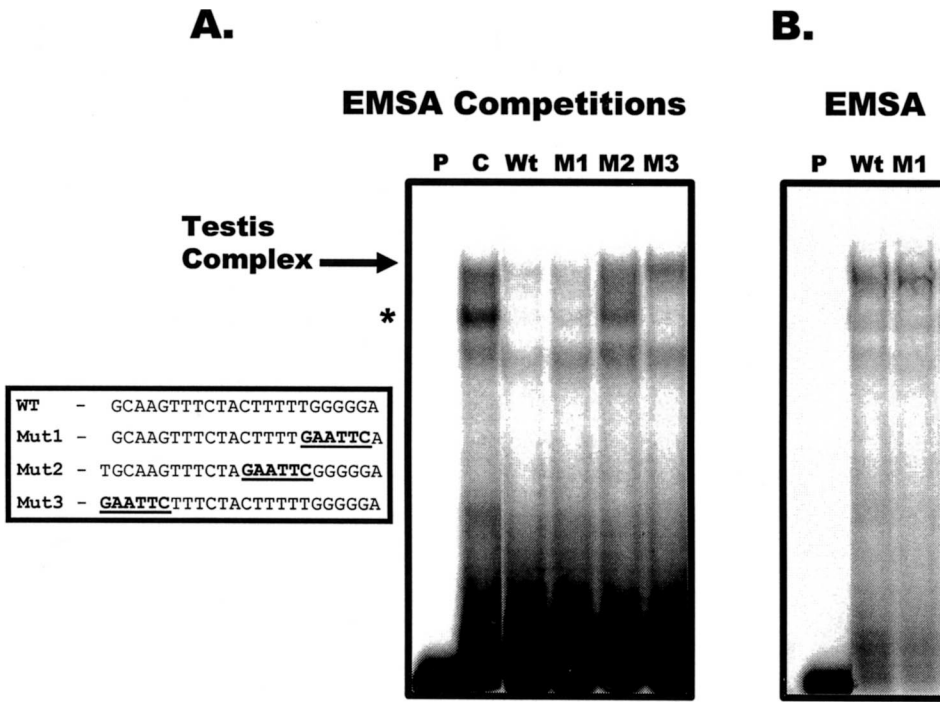 A.
B.
EMSA Competitions
EMSA
P C Wt M1 M2 M3
P Wt M1
Testis
Complex
*
WT - GCAAGTTTCTACTTTTTGGGGGA
Mut1 - GCAAGTTTCTACTTTTGAATTCA
Mut2 - TGCAAGTTTCTAGAATTCGGGGGA
Mut3 - GAATTCTTTCTACTTTTTGGGGGA